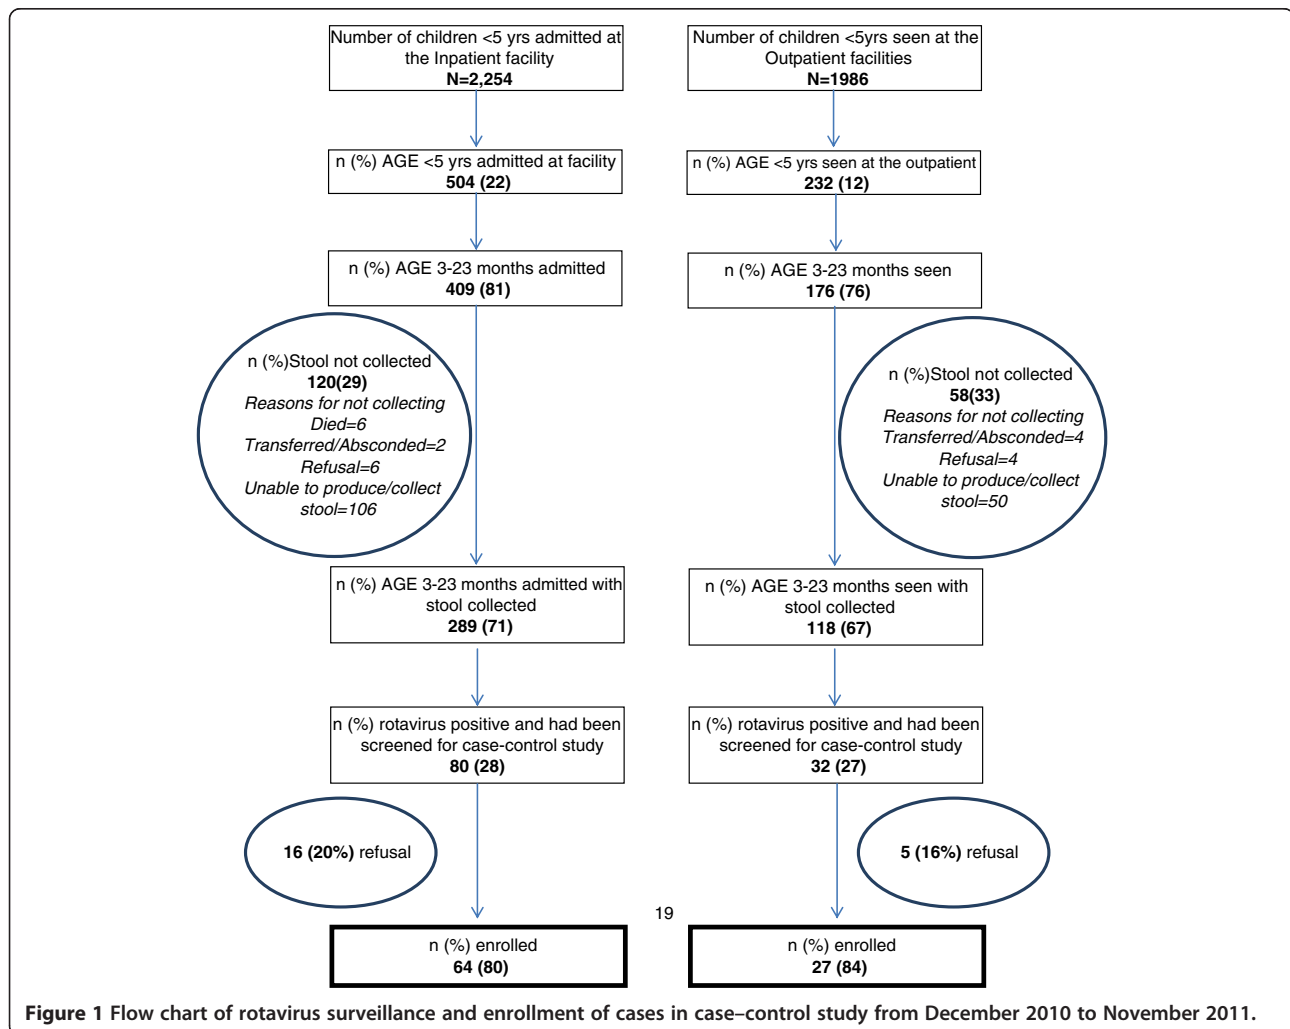 Number of children <5 yrs admitted at
the Inpatient facility
N=2,254
n (%) AGE <5 yrs admitted at facility
504 (22)
n (%) AGE 3-23 months admitted
409 (81)
n (%)Stool not collected
120(29)
Reasons for not collecting
Died=6
Transferred/Absconded=2
Refusal=6
Unable to produce/collect
stool=106
n (%) AGE 3-23 months admitted with
stool collected
289 (71)
n (%) rotavirus positive and had been
screened for case-control study
80 (28)
16 (20%) refusal
n (%) enrolled
64 (80)
Number of children <5yrs seen at the
Outpatient facilities
N=1986
n (%) AGE <5 yrs seen at the outpatient
232 (12)
n (%) AGE 3-23 months seen
176 (76)
n (%)Stool not collected
58(33)
Reasons for not collecting
Transferred/Absconded=4
Refusal=4
Unable to produce/collect
stool=50
n (%) AGE 3-23 months seen with
stool collected
118 (67)
n (%) rotavirus positive and had been
screened for case-control study
32 (27)
5 (16%) refusal
19
n (%) enrolled
27 (84)
Figure 1 Flow chart of rotavirus surveillance and enrollment of cases in case–control study from December 2010 to November 2011.